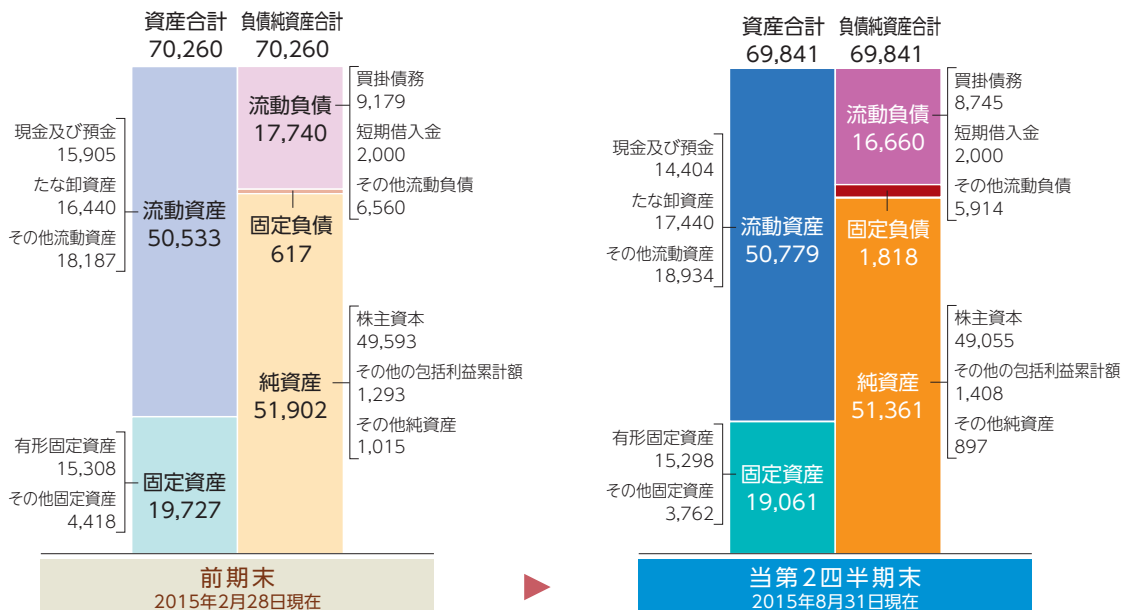 資産合計
70,260
負債純資産合計
70,260
現金及び預金
15,905
たな卸資産
16,440
その他流動資産
18,187
流動資産
50,533
有形固定資産
15,308
その他固定資産
4,418
固定資産
19,727
流動負債
17,740
買掛債務
9,179
短期借入金
2,000
その他流動負債
6,560
固定負債
617
純資産
51,902
株主資本
49,593
その他の包括利益累計額
1,293
その他純資産
1,015
前期末
2015年2月28日現在
資産合計
69,841
負債純資産合計
69,841
現金及び預金
14,404
たな卸資産
17,440
その他流動資産
18,934
流動資産
50,779
有形固定資産
15,298
その他固定資産
3,762
固定資産
19,061
流動負債
16,660
買掛債務
8,745
短期借入金
2,000
その他流動負債
5,914
固定負債
1,818
純資産
51,361
株主資本
49,055
その他の包括利益累計額
1,408
その他純資産
897
当第2四半期末
2015年8月31日現在